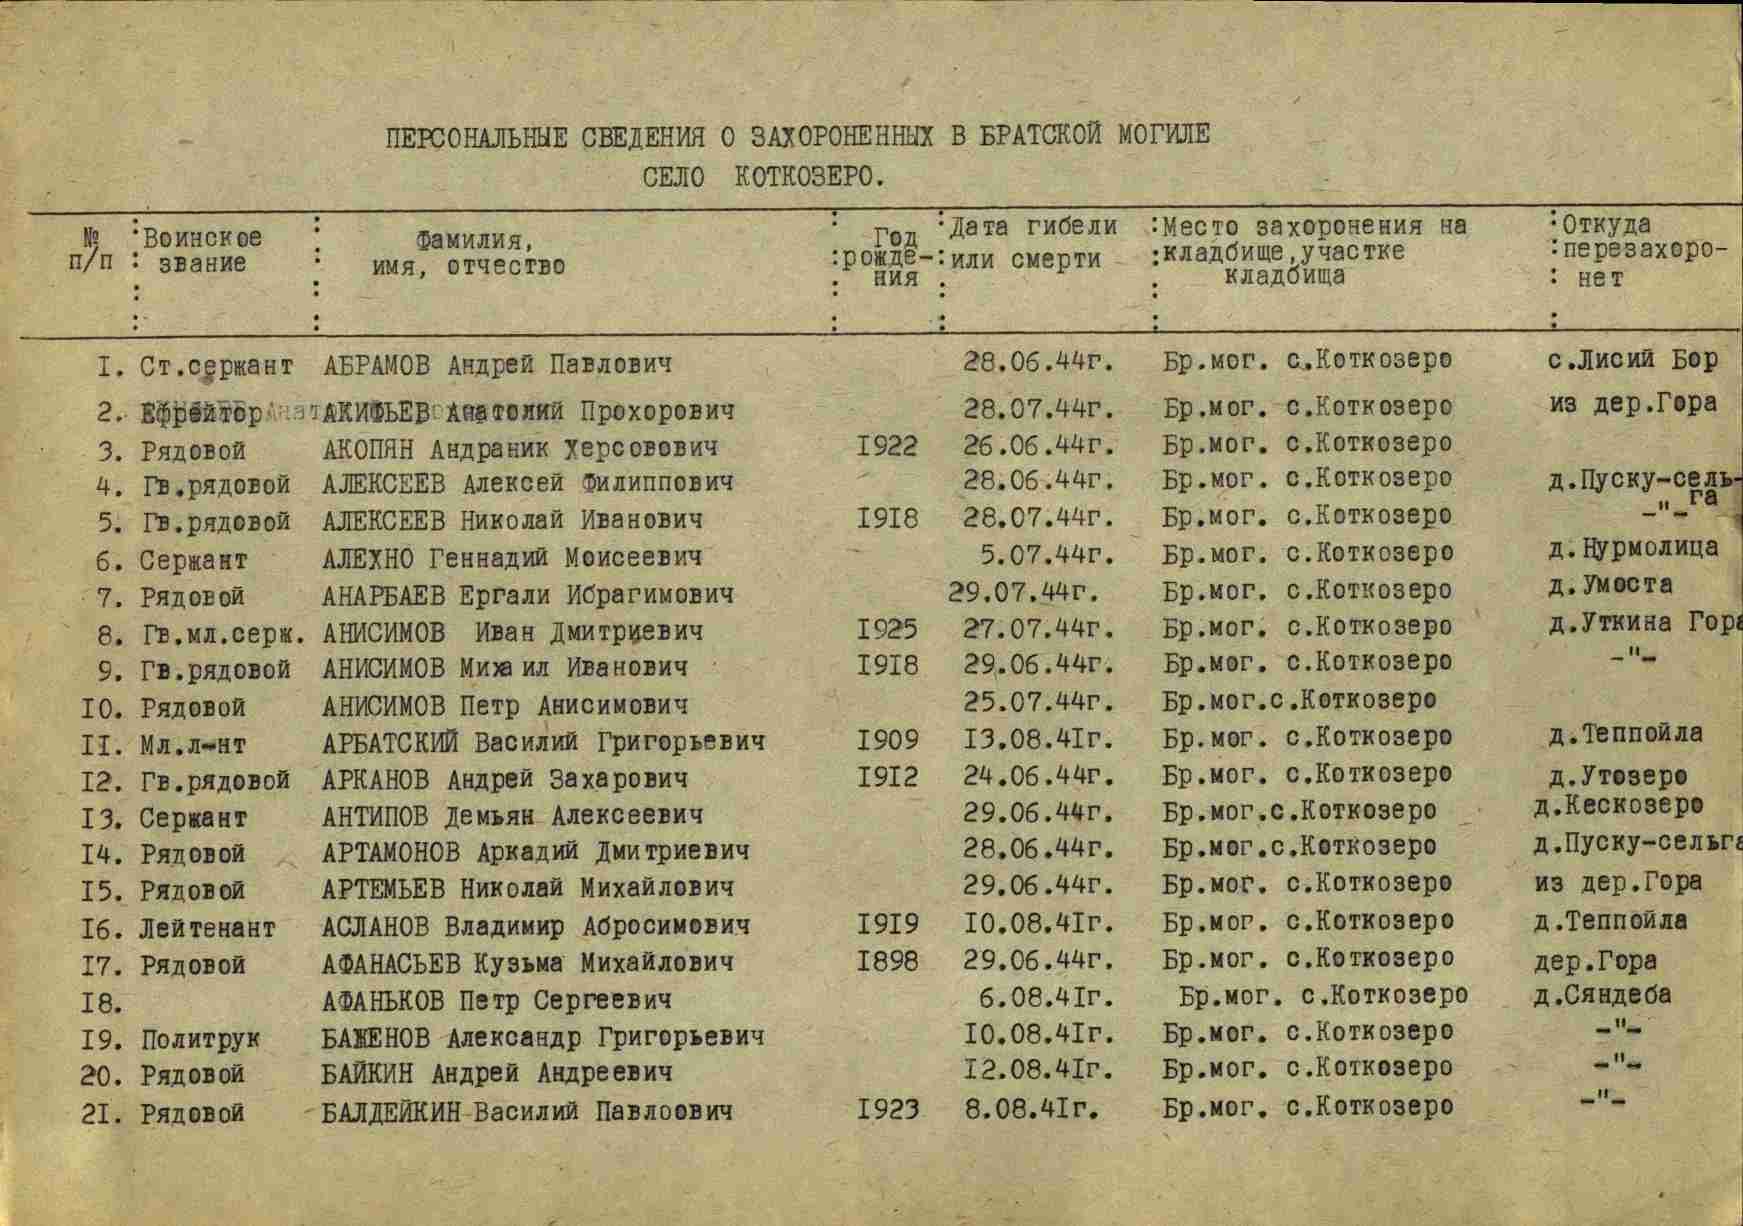 ПЕРСОНАЛЬНЫЕ СВЕДЕНИЯ О ЗАХОРОНЕННЫХ В БРАТСКОЙ МОГИЛЕ
СЕЛО КОТКОЗЕРО.
№ п/п : Воинское звание : Фамилия, имя, отчество : Год рожде-ния : Дата гибели или смерти : Место захоронения на кладбище, участке кладбища : Откуда перезахоро-нет
I. Ст.сержант АБРАМОВ Андрей Павлович 28.06.44г. Бр.мог. с.Коткозеро с.Лисий Бор
2. Ефрейтор АКИФЬЕВ Анатолий Прохорович 28.07.44г. Бр.мог. с.Коткозеро из дер.Гора
3. Рядовой АКОПЯН Андраник Херсовович I922 26.06.44г. Бр.мог. с.Коткозеро
4. Гв.рядовой АЛЕКСЕЕВ Алексей Филиппович 28.06.44г. Бр.мог. с.Коткозеро д.Пуску-сель-га
5. Гв.рядовой АЛЕКСЕЕВ Николай Иванович I9I8 28.07.44г. Бр.мог. с.Коткозеро -"-
6. Сержант АЛЕХНО Геннадий Моисеевич 5.07.44г. Бр.мог. с.Коткозеро д.Нурмолица
7. Рядовой АНАРБАЕВ Ергали Ибрагимович 29.07.44г. Бр.мог. с.Коткозеро д.Умоста
8. Гв.мл.серж. АНИСИМОВ Иван Дмитриевич I925 27.07.44г. Бр.мог. с.Коткозеро д.Уткина Гора
9. Гв.рядовой АНИСИМОВ Михаил Иванович I9I8 29.06.44г. Бр.мог. с.Коткозеро -"-
I0. Рядовой АНИСИМОВ Петр Анисимович 25.07.44г. Бр.мог.с.Коткозеро
II. Мл.л-нт АРБАТСКИЙ Василий Григорьевич I909 I3.08.4Iг. Бр.мог. с.Коткозеро д.Теппойла
I2. Гв.рядовой АРКАНОВ Андрей Захарович I9I2 24.06.44г. Бр.мог. с.Коткозеро д.Утозеро
I3. Сержант АНТИПОВ Демьян Алексеевич 29.06.44г. Бр.мог.с.Коткозеро д.Кескозеро
I4. Рядовой АРТАМОНОВ Аркадий Дмитриевич 28.06.44г. Бр.мог.с.Коткозеро д.Пуску-сельга
I5. Рядовой АРТЕМЬЕВ Николай Михайлович 29.06.44г. Бр.мог. с.Коткозеро из дер.Гора
I6. Лейтенант АСЛАНОВ Владимир Абросимович I9I9 I0.08.4Iг. Бр.мог. с.Коткозеро д.Теппойла
I7. Рядовой АФАНАСЬЕВ Кузьма Михайлович I898 29.06.44г. Бр.мог. с.Коткозеро дер.Гора
I8. АФАНЬКОВ Петр Сергеевич 6.08.4Iг. Бр.мог. с.Коткозеро д.Сяндеба
I9. Политрук БАЖЕНОВ Александр Григорьевич I0.08.4Iг. Бр.мог. с.Коткозеро -"-
20. Рядовой БАЙКИН Андрей Андреевич I2.08.4Iг. Бр.мог. с.Коткозеро -"-
2I. Рядовой БАЛДЕЙКИН Василий Павлоович I923 8.08.4Iг. Бр.мог. с.Коткозеро -"-